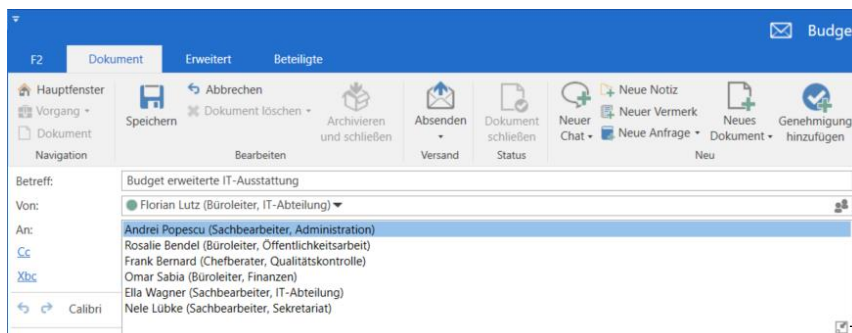 Budge
F2 Dokument Erweitert Beteiligte
Hauptfenster
Vorgang
Dokument
Navigation
Speichern
Abbrechen
Dokument löschen
Archivieren
und schließen
Bearbeiten
Absenden
Versand
Dokument
schließen
Status
Neuer
Chat
Neue Notiz
Neuer Vermerk
Neue Anfrage
Neues
Dokument
Genehmigung
hinzufügen
Neu
Betreff: Budget erweiterte IT-Ausstattung
Von: Florian Lutz (Büroleiter, IT-Abteilung)
An: Andrei Popescu (Sachbearbeiter, Administration)
Rosalie Bendel (Büroleiter, Öffentlichkeitsarbeit)
Cc
Frank Bernard (Chefberater, Qualitätskontrolle)
Omar Sabia (Büroleiter, Finanzen)
Xbc
Ella Wagner (Sachbearbeiter, IT-Abteilung)
Nele Lübke (Sachbearbeiter, Sekretariat)
Calibri